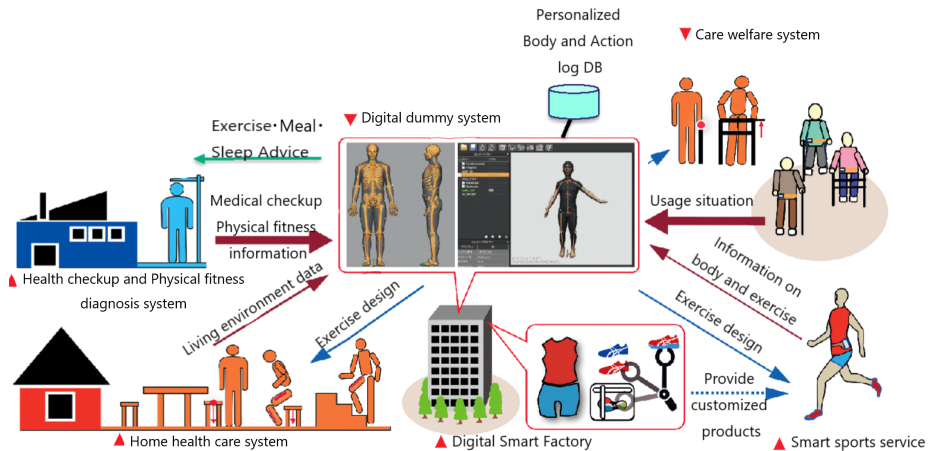 Personalized
Body and Action
log DB
▼ Care welfare system
▼ Digital dummy system
Exercise・Meal・
Sleep Advice
Medical checkup
Physical fitness
information
Usage situation
▲ Health checkup and Physical fitness
diagnosis system
Living environment data
Exercise design
Information on
body and exercise
Exercise design
Provide
customized
products
▲ Home health care system
▲ Digital Smart Factory
▲ Smart sports service